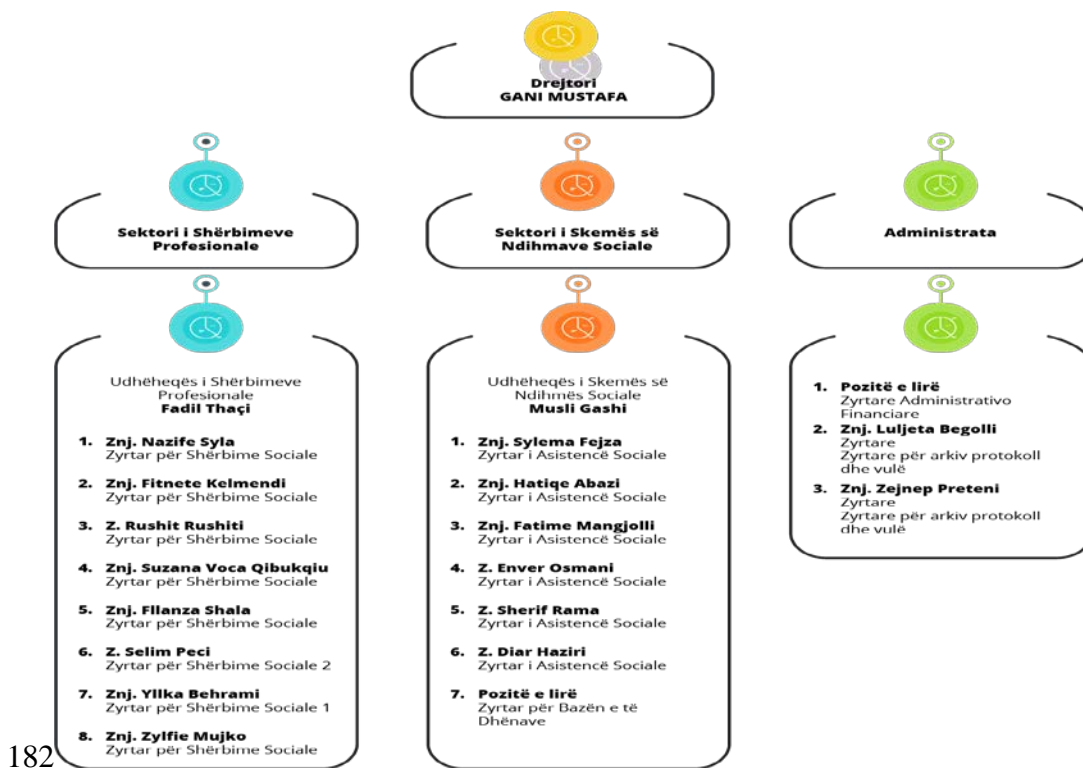 Drejtori
GANI MUSTAFA
Sektori i Shërbimeve
Profesionale
Sektori i Skemës së
Ndihmave Sociale
Administrata
Udhëheqës i Shërbimeve
Profesionale
Fadil Thaçi
1. Znj. Nazife Syla
Zyrtar për Shërbime Sociale
2. Znj. Fitnete Kelmendi
Zyrtar për Shërbime Sociale
3. Z. Rushit Rushiti
Zyrtar për Shërbime Sociale
4. Znj. Suzana Voca Qibukqiu
Zyrtar për Shërbime Sociale
5. Znj. Fllanza Shala
Zyrtar për Shërbime Sociale
6. Z. Selim Peci
Zyrtar për Shërbime Sociale 2
7. Znj. Yllka Behrami
Zyrtar për Shërbime Sociale 1
8. Znj. Zylfie Mujko
Zyrtar për Shërbime Sociale
Udhëheqës i Skemës së
Ndihmës Sociale
Musli Gashi
1. Znj. Sylema Fejza
Zyrtar i Asistencë Sociale
2. Znj. Hatiqe Abazi
Zyrtar i Asistencë Sociale
3. Znj. Fatime Mangjolli
Zyrtar i Asistencë Sociale
4. Z. Enver Osmani
Zyrtar i Asistencë Sociale
5. Z. Sherif Rama
Zyrtar i Asistencë Sociale
6. Z. Diar Haziri
Zyrtar i Asistencë Sociale
7. Pozitë e lirë
Zyrtar për Bazën e të
Dhënave
1. Pozitë e lirë
Zyrtare Administrativo
Financiare
2. Znj. Luljeta Begolli
Zyrtare
Zyrtare për arkiv protokoll
dhe vulë
3. Znj. Zejnep Preteni
Zyrtare
Zyrtare për arkiv protokoll
dhe vulë
182